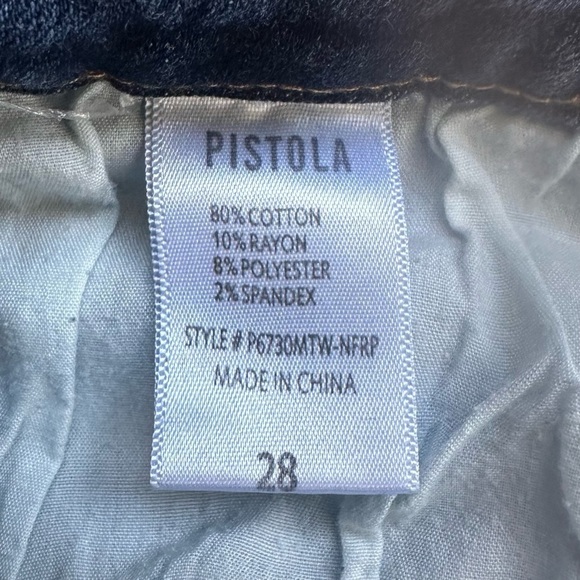 PISTOLA
80% COTTON
10% RAYON
8% POLYESTER
2% SPANDEX
STYLE # P6730MTW-NFRP
MADE IN CHINA
28